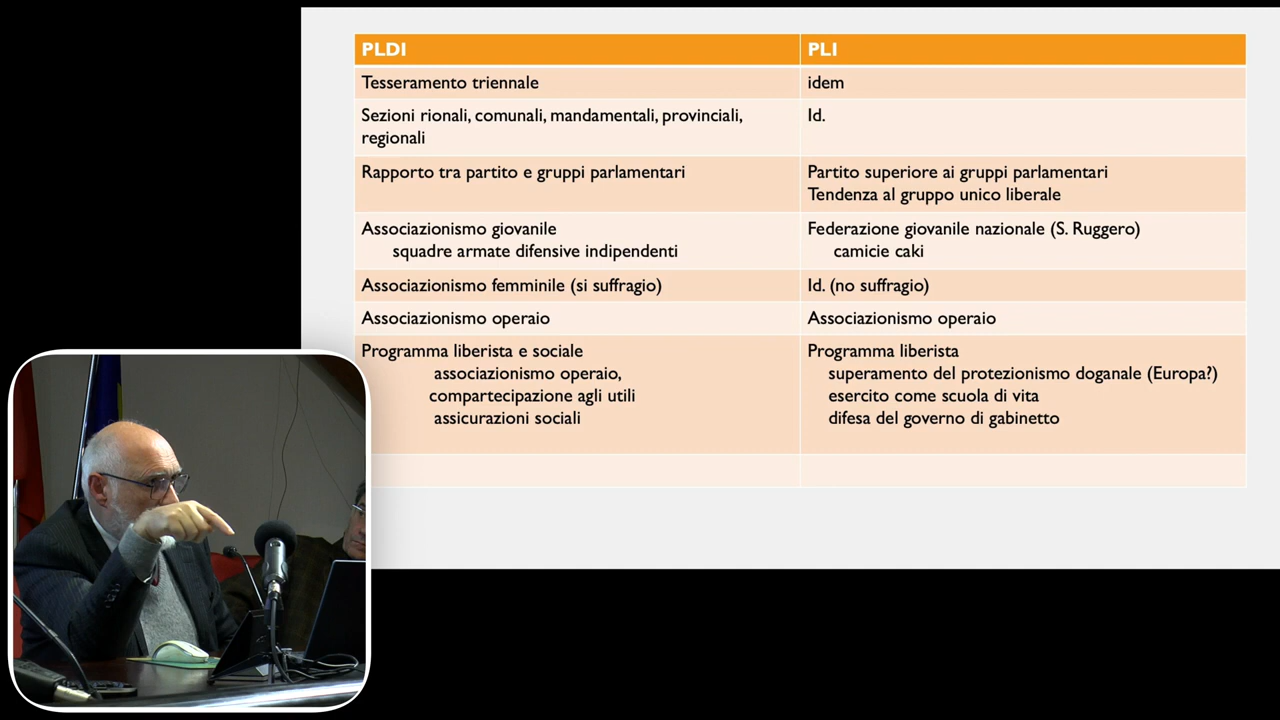 PLDI
PLI
Tesseramento triennale
idem
Sezioni rionali, comunali, mandamentali, provinciali,
regionali
Id.
Rapporto tra partito e gruppi parlamentari
Partito superiore ai gruppi parlamentari
Tendenza al gruppo unico liberale
Associazionismo giovanile
squadre armate difensive indipendenti
Federazione giovanile nazionale (S. Ruggero)
camicie caki
Associazionismo femminile (si suffragio)
Id. (no suffragio)
Associazionismo operaio
Associazionismo operaio
Programma liberista e sociale
associazionismo operaio,
compartecipazione agli utili
assicurazioni sociali
Programma liberista
superamento del protezionismo doganale (Europa?)
esercito come scuola di vita
difesa del governo di gabinetto